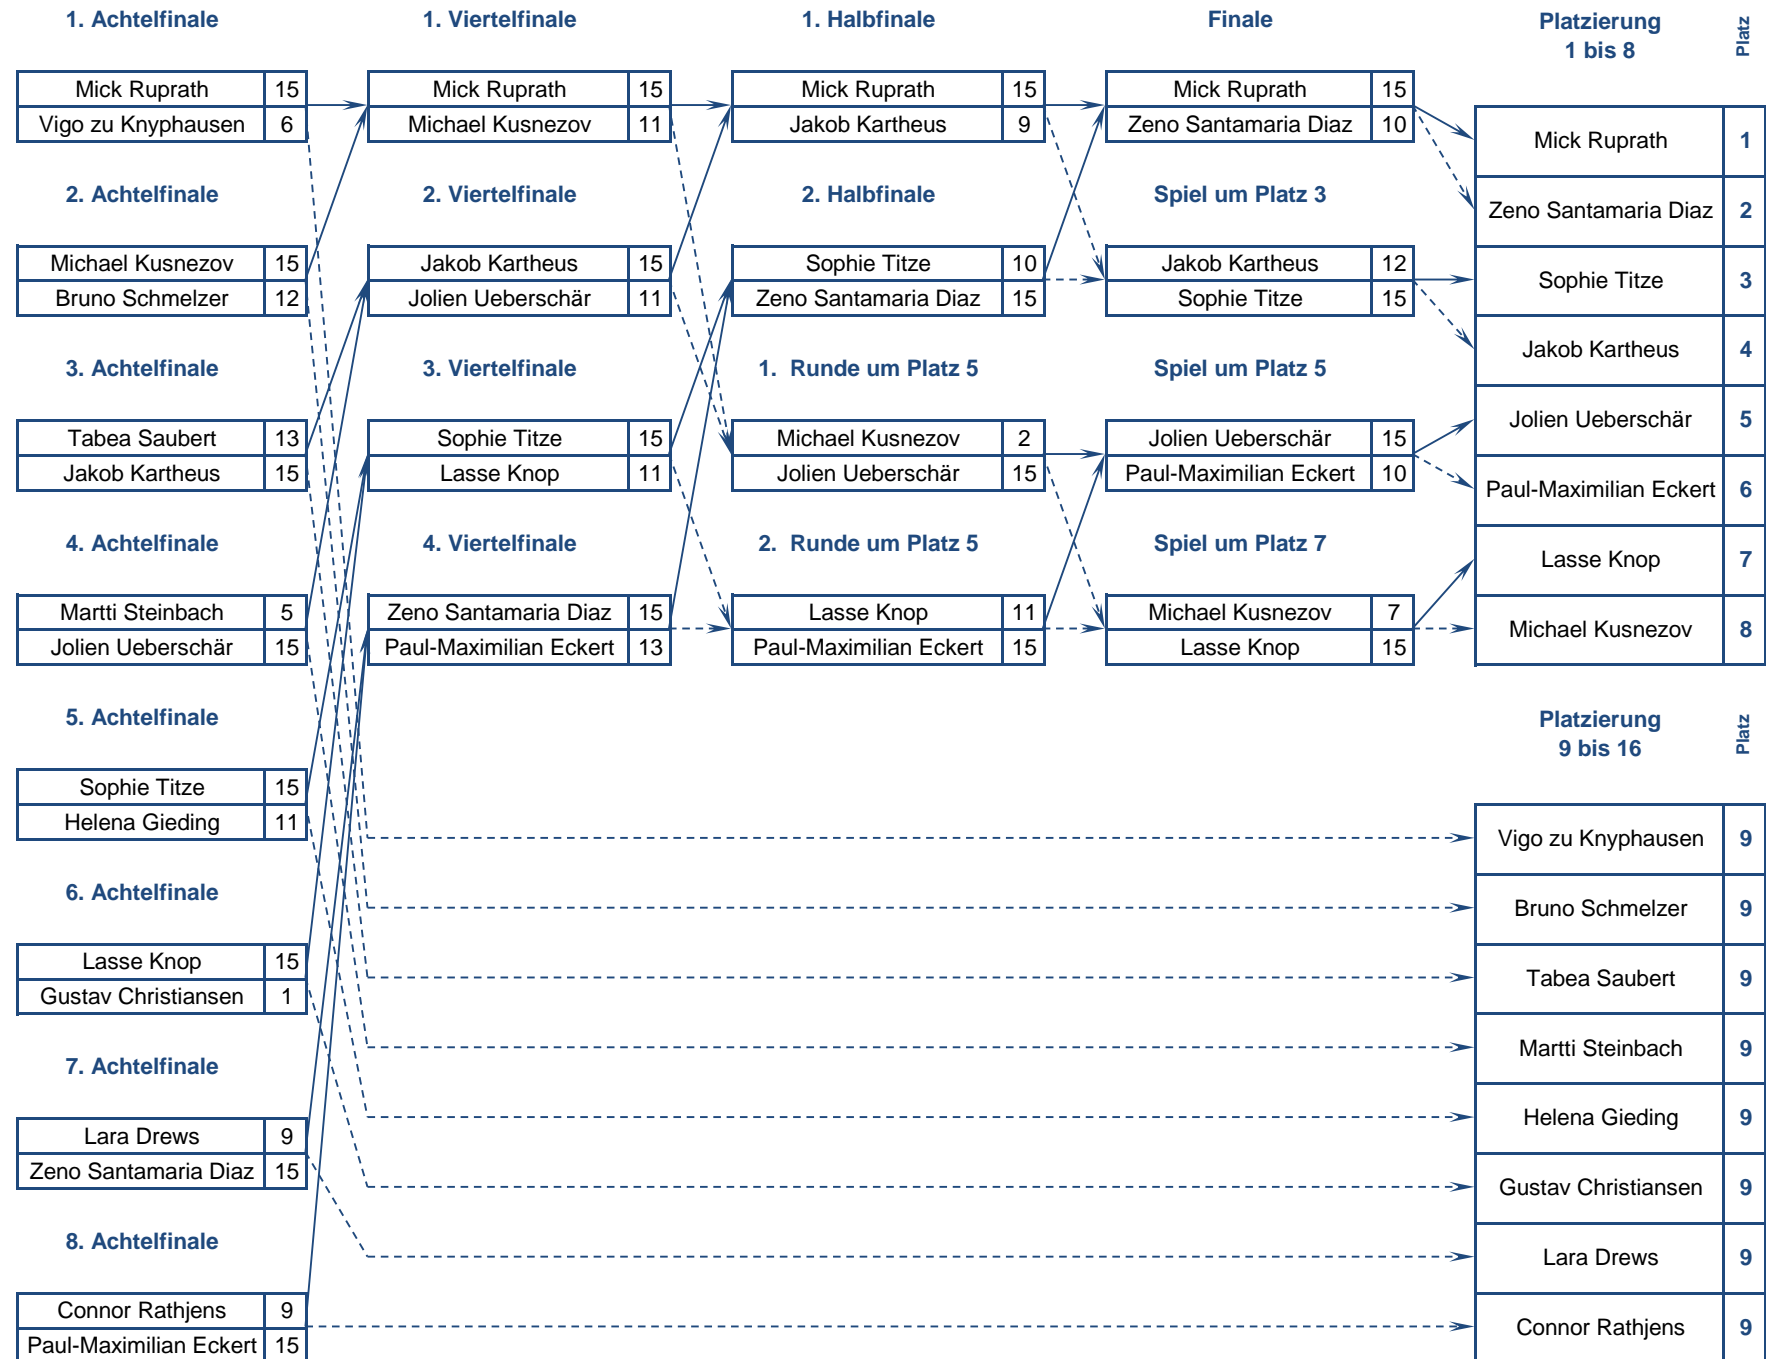 1. Achtelfinale 1. Viertelfinale 1. Halbfinale Finale Platzierung 1 bis 8 Platz
Mick Ruprath 15 Mick Ruprath 15 Mick Ruprath 15 Mick Ruprath 15
Vigo zu Knyphausen 6 Michael Kusnezov 11 Jakob Kartheus 9 Zeno Santamaria Diaz 10
Mick Ruprath 1
2. Achtelfinale 2. Viertelfinale 2. Halbfinale Spiel um Platz 3
Zeno Santamaria Diaz 2
Michael Kusnezov 15 Jakob Kartheus 15 Sophie Titze 10 Jakob Kartheus 12
Bruno Schmelzer 12 Jolien Ueberschär 11 Zeno Santamaria Diaz 15 Sophie Titze 15
Sophie Titze 3
Jakob Kartheus 4
3. Achtelfinale 3. Viertelfinale 1. Runde um Platz 5 Spiel um Platz 5
Jolien Ueberschär 5
Tabea Saubert 13 Sophie Titze 15 Michael Kusnezov 2 Jolien Ueberschär 15
Jakob Kartheus 15 Lasse Knop 11 Jolien Ueberschär 15 Paul-Maximilian Eckert 10
Paul-Maximilian Eckert 6
4. Achtelfinale 4. Viertelfinale 2. Runde um Platz 5 Spiel um Platz 7
Lasse Knop 7
Martti Steinbach 5 Zeno Santamaria Diaz 15 Lasse Knop 11 Michael Kusnezov 7
Michael Kusnezov 8
Jolien Ueberschär 15 Paul-Maximilian Eckert 13 Paul-Maximilian Eckert 15 Lasse Knop 15
5. Achtelfinale Platzierung 9 bis 16 Platz
Sophie Titze 15
Helena Gieding 11
Vigo zu Knyphausen 9
6. Achtelfinale
Bruno Schmelzer 9
Lasse Knop 15
Tabea Saubert 9
Gustav Christiansen 1
Martti Steinbach 9
7. Achtelfinale
Helena Gieding 9
Lara Drews 9
Zeno Santamaria Diaz 15
Gustav Christiansen 9
8. Achtelfinale
Lara Drews 9
Connor Rathjens 9
Connor Rathjens 9
Paul-Maximilian Eckert 15